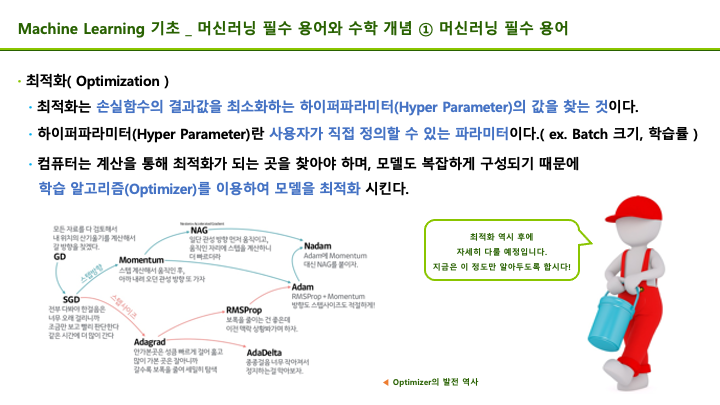 Machine Learning 기초 _ 머신러닝 필수 용어와 수학 개념 ① 머신러닝 필수 용어
· 최적화( Optimization )
· 최적화는 손실함수의 결과값을 최소화하는 하이퍼파라미터(Hyper Parameter)의 값을 찾는 것이다.
· 하이퍼파라미터(Hyper Parameter)란 사용자가 직접 정의할 수 있는 파라미터이다.( ex. Batch 크기, 학습률 )
· 컴퓨터는 계산을 통해 최적화가 되는 곳을 찾아야 하며, 모델도 복잡하게 구성되기 때문에
학습 알고리즘(Optimizer)를 이용하여 모델을 최적화 시킨다.
모든 자료를 다 검토해서
내 위치의 산기울기를 계산해서
갈 방향을 찾겠다.
GD
스텝방향
스텝사이즈
SGD
전부 다봐야 한걸음은
너무 오래 걸리니까
조금만 보고 빨리 판단한다
같은 시간에 더 많이 간다
Momentum
스텝 계산해서 움직인 후,
아까 내려 오던 관성 방향 또 가자
NAG
일단 관성 방향 먼저 움직이고,
움직인 자리에 스텝을 계산하니
더 빠르더라
Nadam
Adam에 Momentum
대신 NAG를 붙이자.
Adam
RMSProp + Momentum
방향도 스텝사이즈도 적절하게!
RMSProp
보폭을 줄이는 건 좋은데
이전 맥락 상황봐가며 하자.
Adagrad
안가본곳은 성큼 빠르게 걸어 훑고
많이 가본 곳은 잘아니까
갈수록 보폭을 줄여 세밀히 탐색
AdaDelta
종종걸음 너무 작아져서
정지하는걸 막아보자.
최적화 역시 후에
자세히 다룰 예정입니다.
지금은 이 정도만 알아두도록 합시다!
◀ Optimizer의 발전 역사